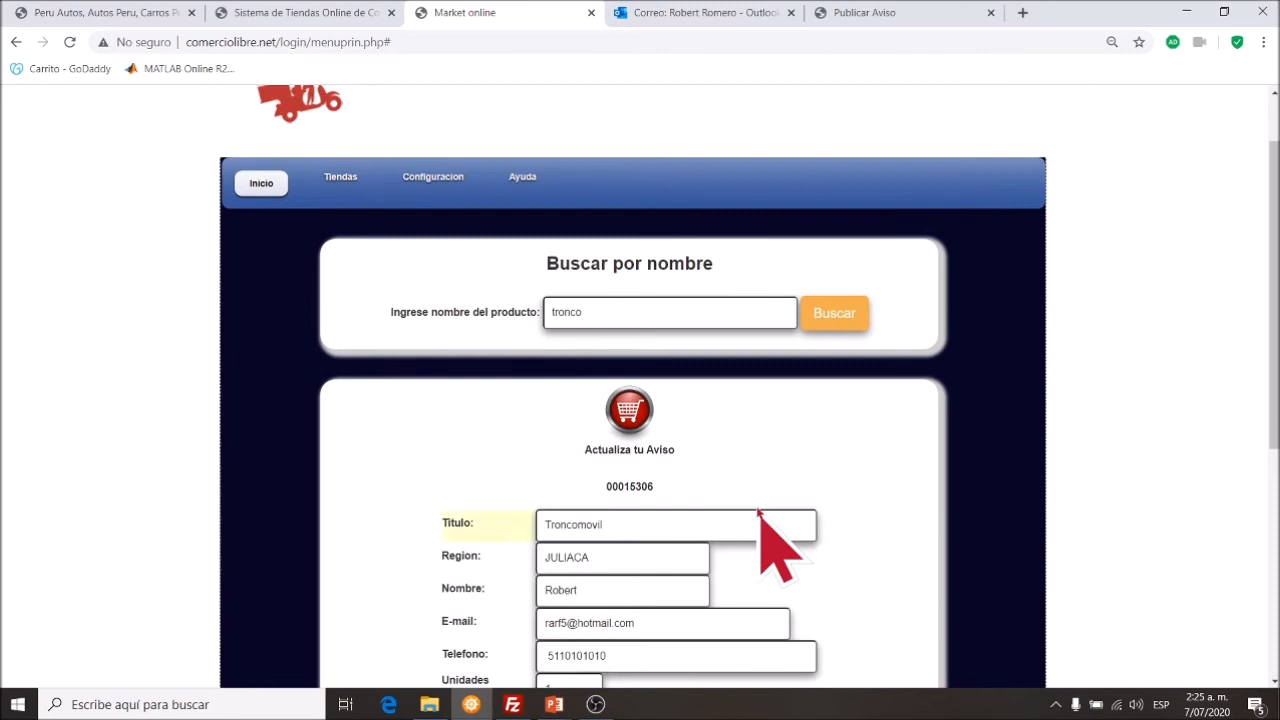 Peru Autos, Autos Peru, Carros P
Sistema de Tiendas Online de Co
Market online
Correo: Robert Romero - Outlook
Publicar Aviso
No seguro
comerciolibre.net/login/menuprin.php#
Carrito - GoDaddy
MATLAB Online R2...
Inicio
Tiendas
Configuracion
Ayuda
Buscar por nombre
Ingrese nombre del producto:
tronco
Buscar
Actualiza tu Aviso
00015306
Titulo:
Troncomovil
Region:
JULIACA
Nombre:
Robert
E-mail:
rarf5@hotmail.com
Telefono:
5110101010
Unidades
Escribe aquí para buscar
ESP
2:25 a. m.
7/07/2020
5